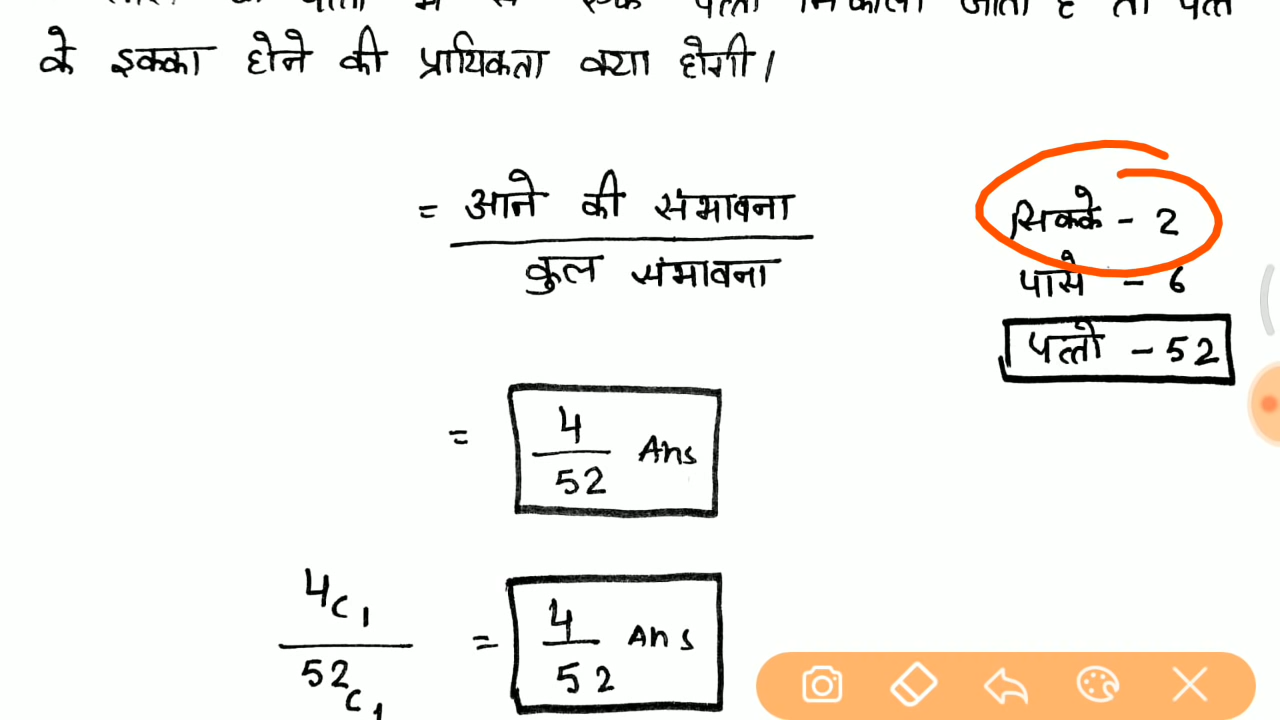 के इक्का होने की प्रायिकता क्या होगी।
= आने की संभावना
कुल संभावना
सिक्के - 2
पासे - 6
पत्तो - 52
= 4
52
Ans
4C1
52C1
= 4
52
Ans